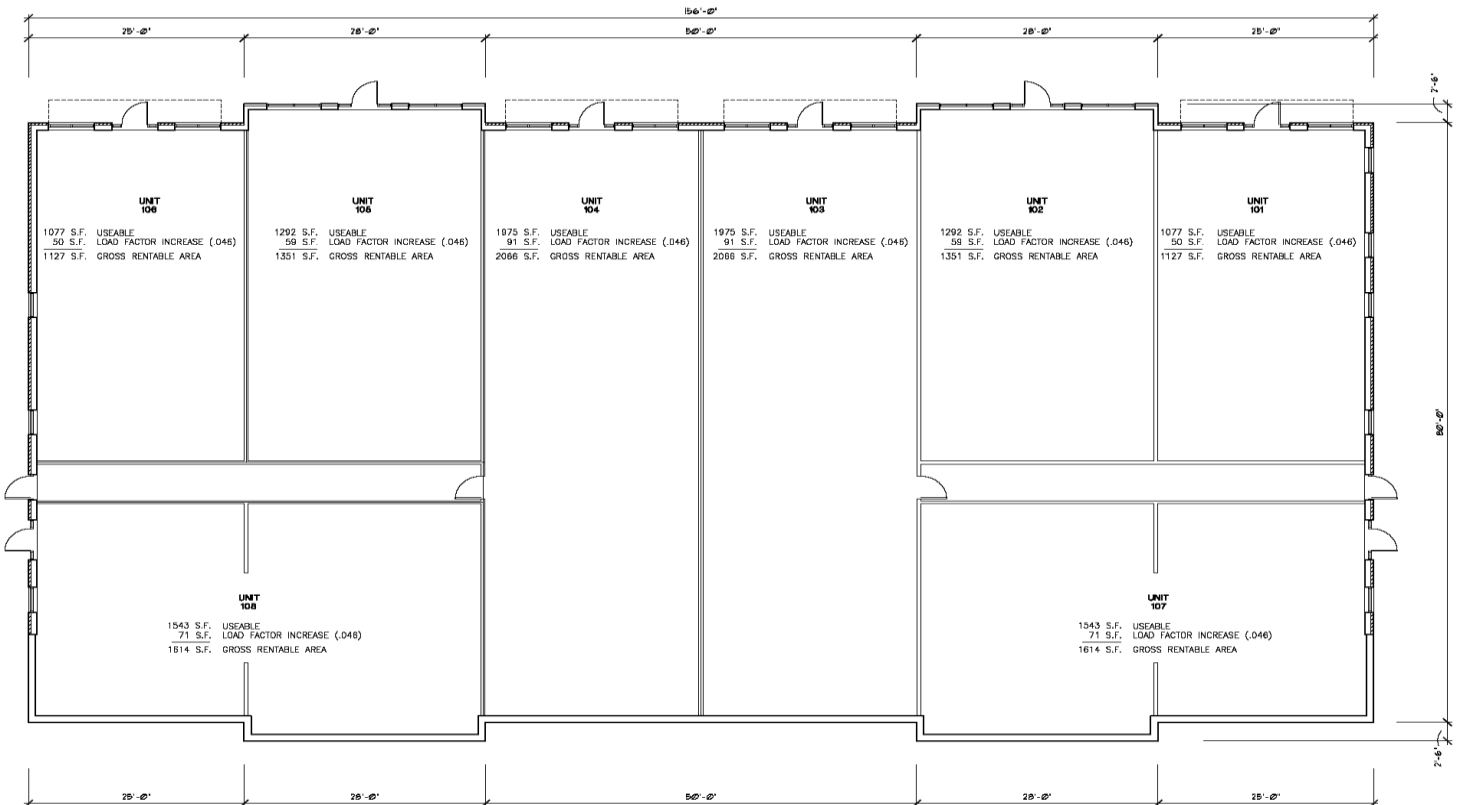 156'-0"
25'-0" 28'-0" 50'-0" 28'-0" 25'-0"
2'-6"
UNIT
106
1077 S.F. USEABLE
50 S.F. LOAD FACTOR INCREASE (.046)
1127 S.F. GROSS RENTABLE AREA
UNIT
105
1292 S.F. USEABLE
59 S.F. LOAD FACTOR INCREASE (.046)
1351 S.F. GROSS RENTABLE AREA
UNIT
104
1975 S.F. USEABLE
91 S.F. LOAD FACTOR INCREASE (.046)
2066 S.F. GROSS RENTABLE AREA
UNIT
103
1975 S.F. USEABLE
91 S.F. LOAD FACTOR INCREASE (.046)
2066 S.F. GROSS RENTABLE AREA
UNIT
102
1292 S.F. USEABLE
59 S.F. LOAD FACTOR INCREASE (.046)
1351 S.F. GROSS RENTABLE AREA
UNIT
101
1077 S.F. USEABLE
50 S.F. LOAD FACTOR INCREASE (.046)
1127 S.F. GROSS RENTABLE AREA
80'-0"
UNIT
108
1543 S.F. USEABLE
71 S.F. LOAD FACTOR INCREASE (.046)
1614 S.F. GROSS RENTABLE AREA
UNIT
107
1543 S.F. USEABLE
71 S.F. LOAD FACTOR INCREASE (.046)
1614 S.F. GROSS RENTABLE AREA
2'-6"
25'-0" 28'-0" 50'-0" 28'-0" 25'-0"